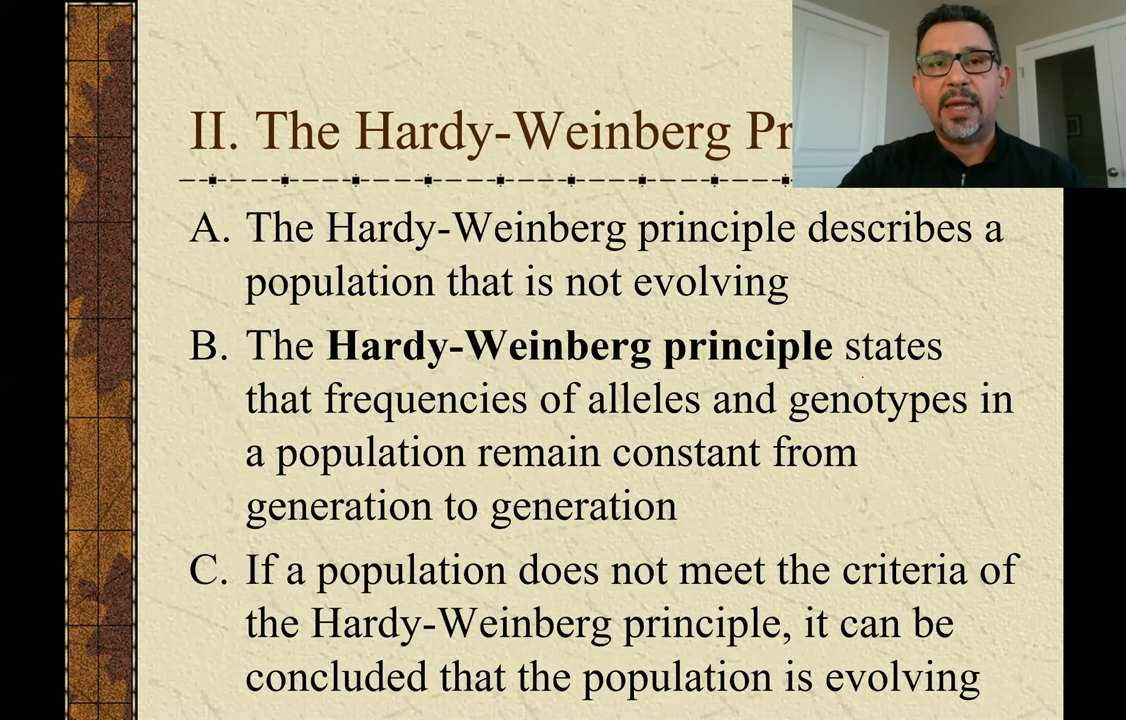 II. The Hardy-Weinberg Pr
A. The Hardy-Weinberg principle describes a
population that is not evolving
B. The Hardy-Weinberg principle states
that frequencies of alleles and genotypes in
a population remain constant from
generation to generation
C. If a population does not meet the criteria of
the Hardy-Weinberg principle, it can be
concluded that the population is evolving